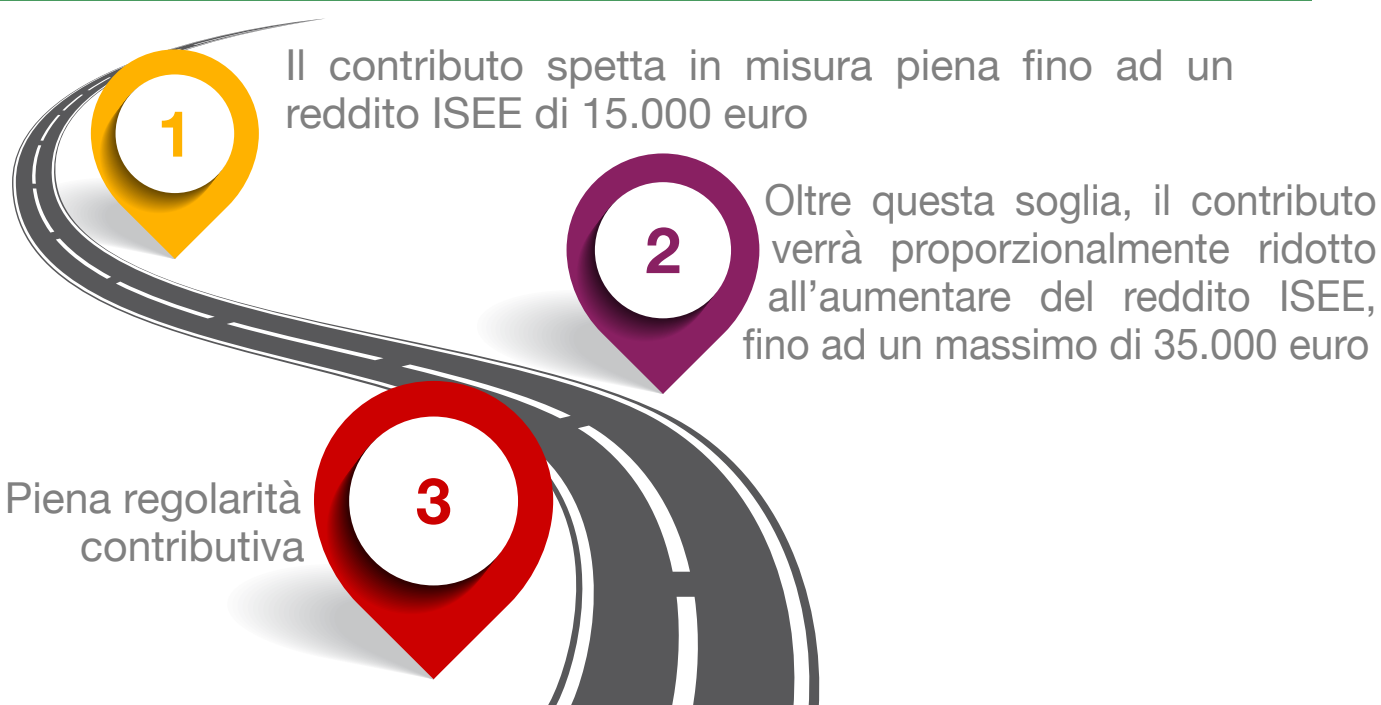 1
Il contributo spetta in misura piena fino ad un
reddito ISEE di 15.000 euro
2
Oltre questa soglia, il contributo
verrà proporzionalmente ridotto
all’aumentare del reddito ISEE,
fino ad un massimo di 35.000 euro
3
Piena regolarità
contributiva